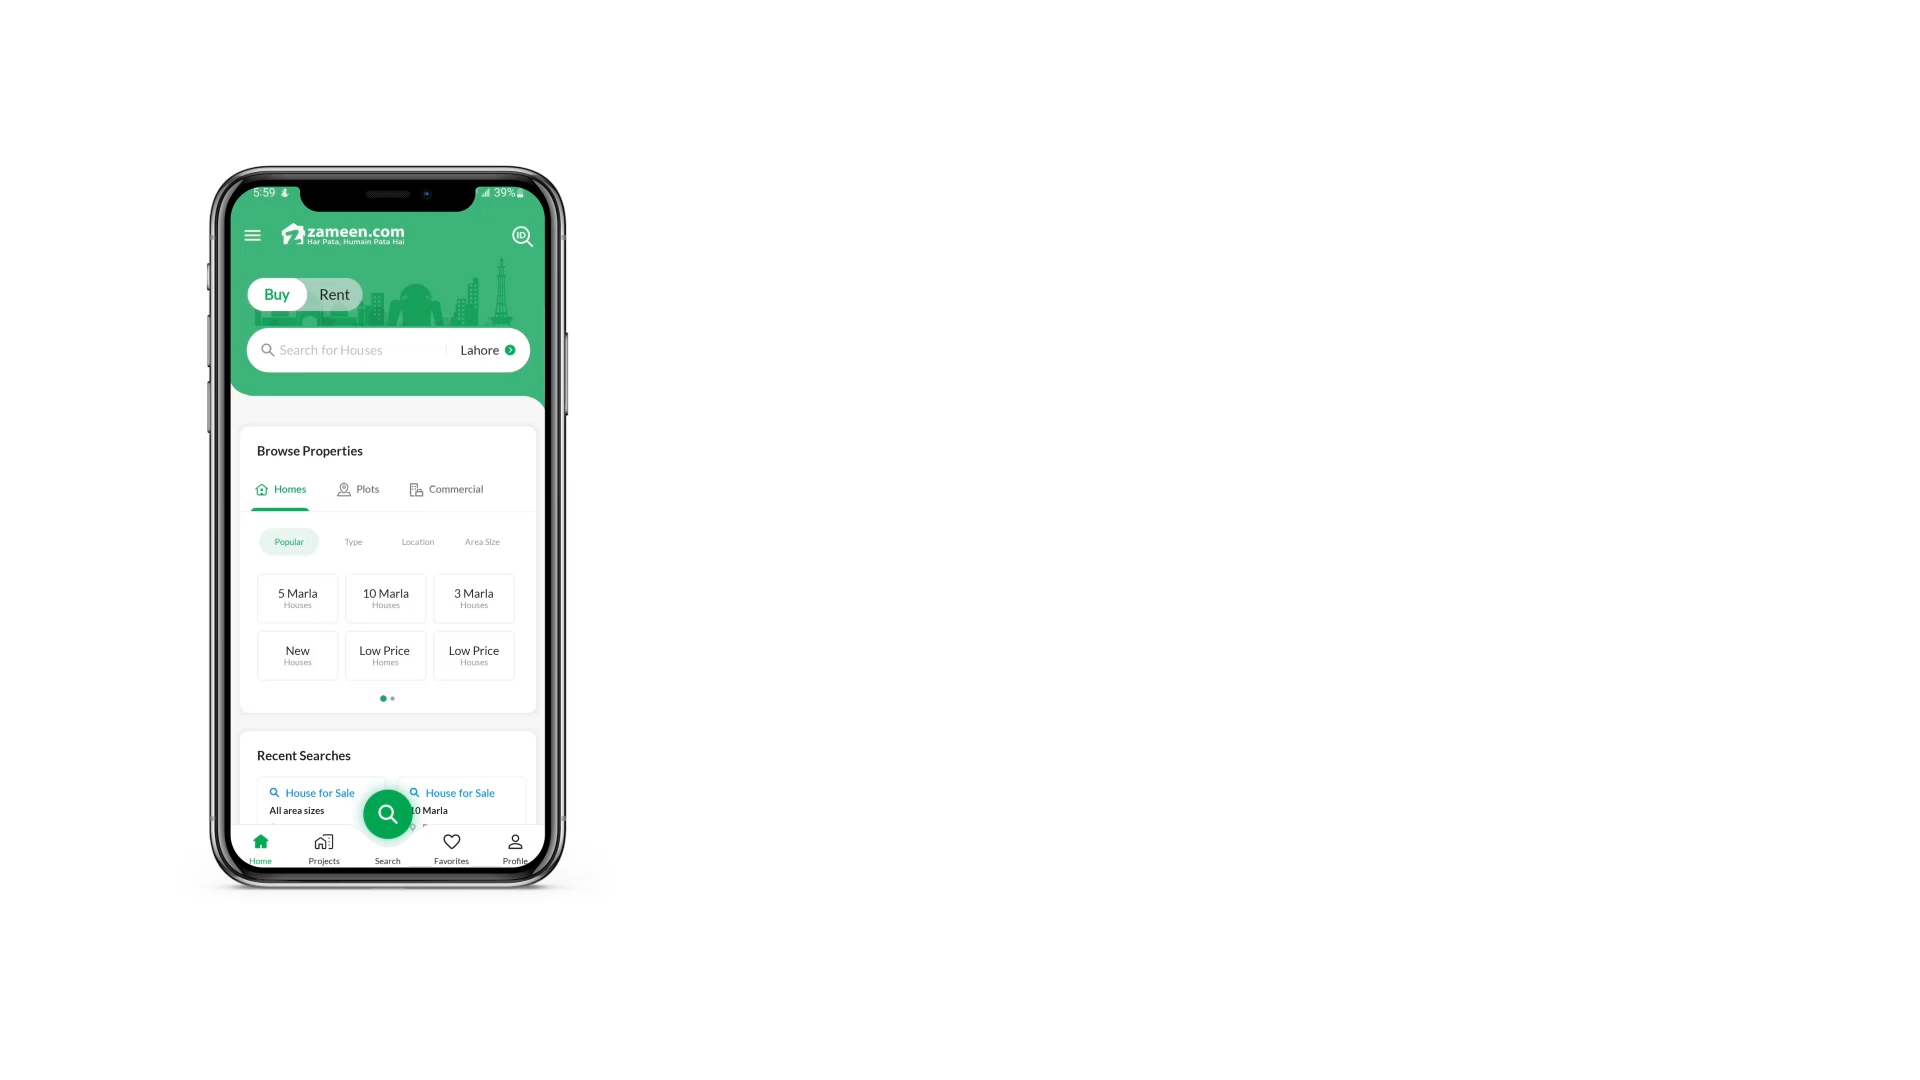 5:59 39%
zameen.com
Har Pata, Humain Pata Hai
ID
Buy Rent
Search for Houses Lahore
Browse Properties
Homes Plots Commercial
Popular Type Location Area Size
5 Marla 10 Marla 3 Marla
Houses Houses Houses
New Low Price Low Price
Houses Homes Houses
Recent Searches
House for Sale House for Sale
All area sizes 10 Marla
Home Projects Search Favorites Profile